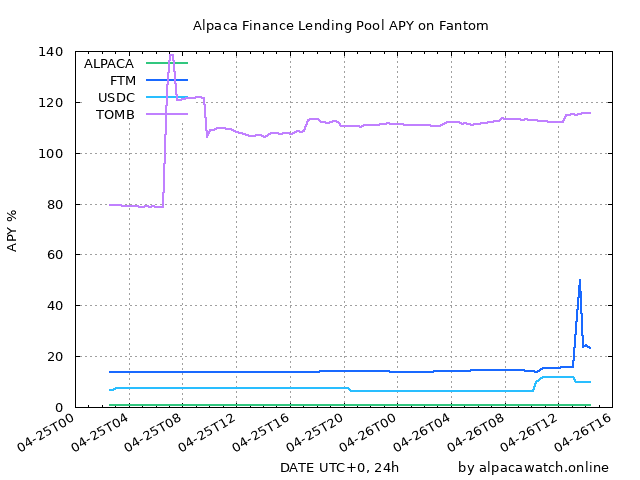 Alpaca Finance Lending Pool APY on Fantom
140
120
100
80
60
40
20
0
APY %
ALPACA
FTM
USDC
TOMB
04-25T00
04-25T04
04-25T08
04-25T12
04-25T16
04-25T20
04-26T00
04-26T04
04-26T08
04-26T12
04-26T16
DATE UTC+0, 24h
by alpacawatch.online